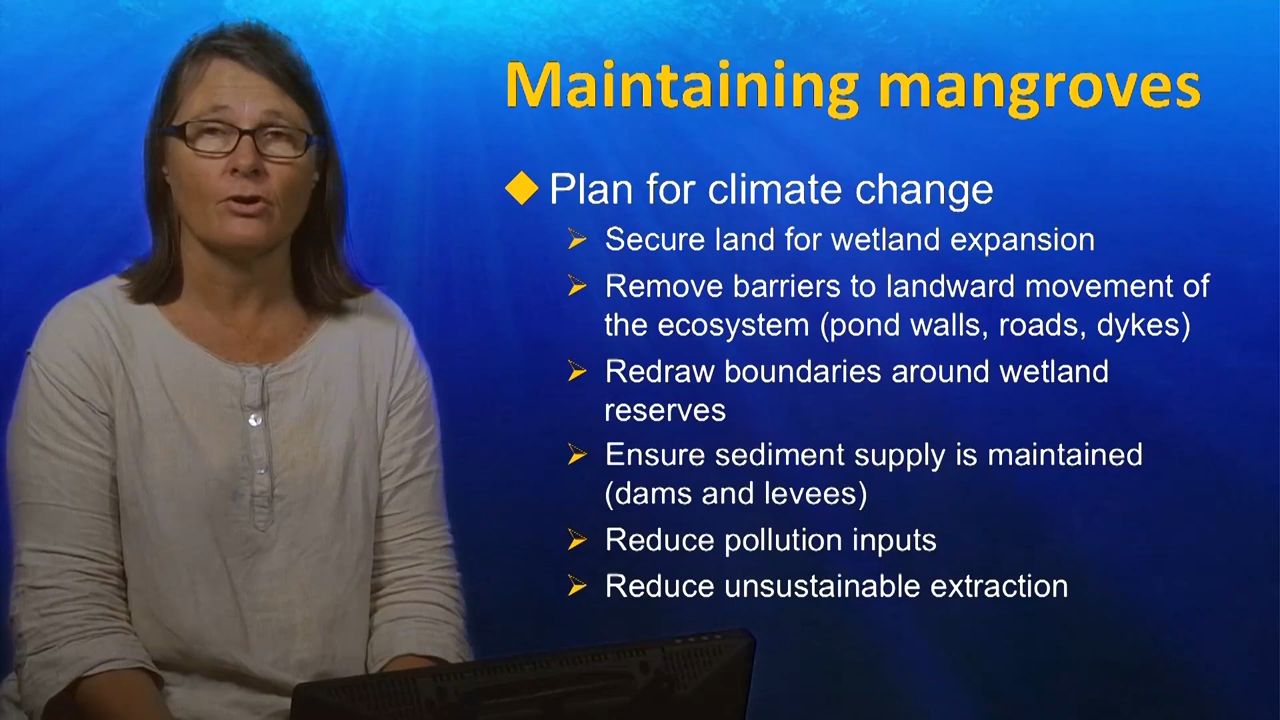 Maintaining mangroves
Plan for climate change
Secure land for wetland expansion
Remove barriers to landward movement of
the ecosystem (pond walls, roads, dykes)
Redraw boundaries around wetland
reserves
Ensure sediment supply is maintained
(dams and levees)
Reduce pollution inputs
Reduce unsustainable extraction